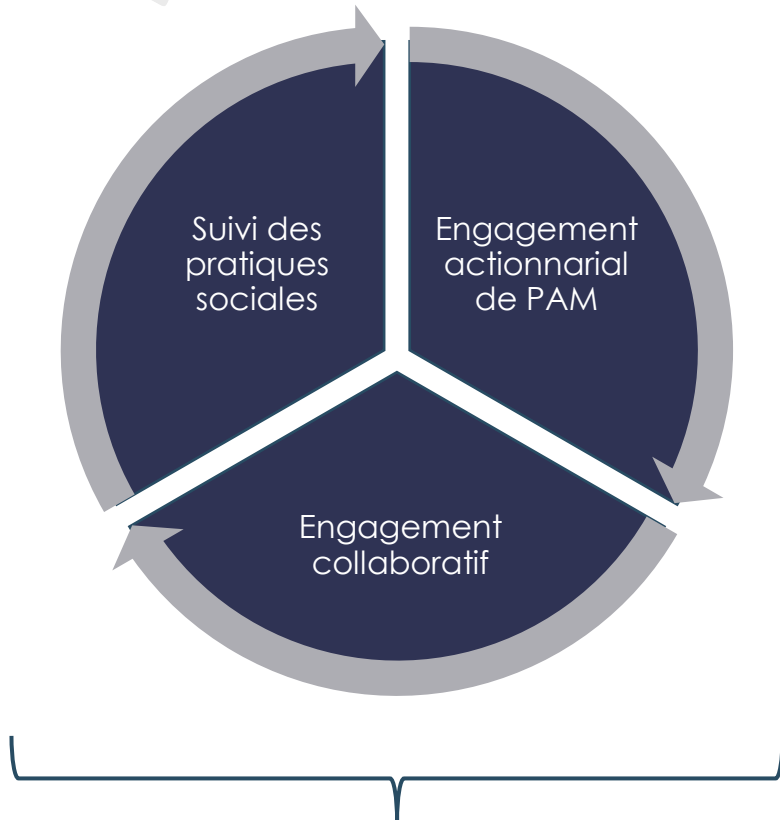 Suivi des
pratiques
sociales
Engagement
actionnarial
de PAM
Engagement
collaboratif